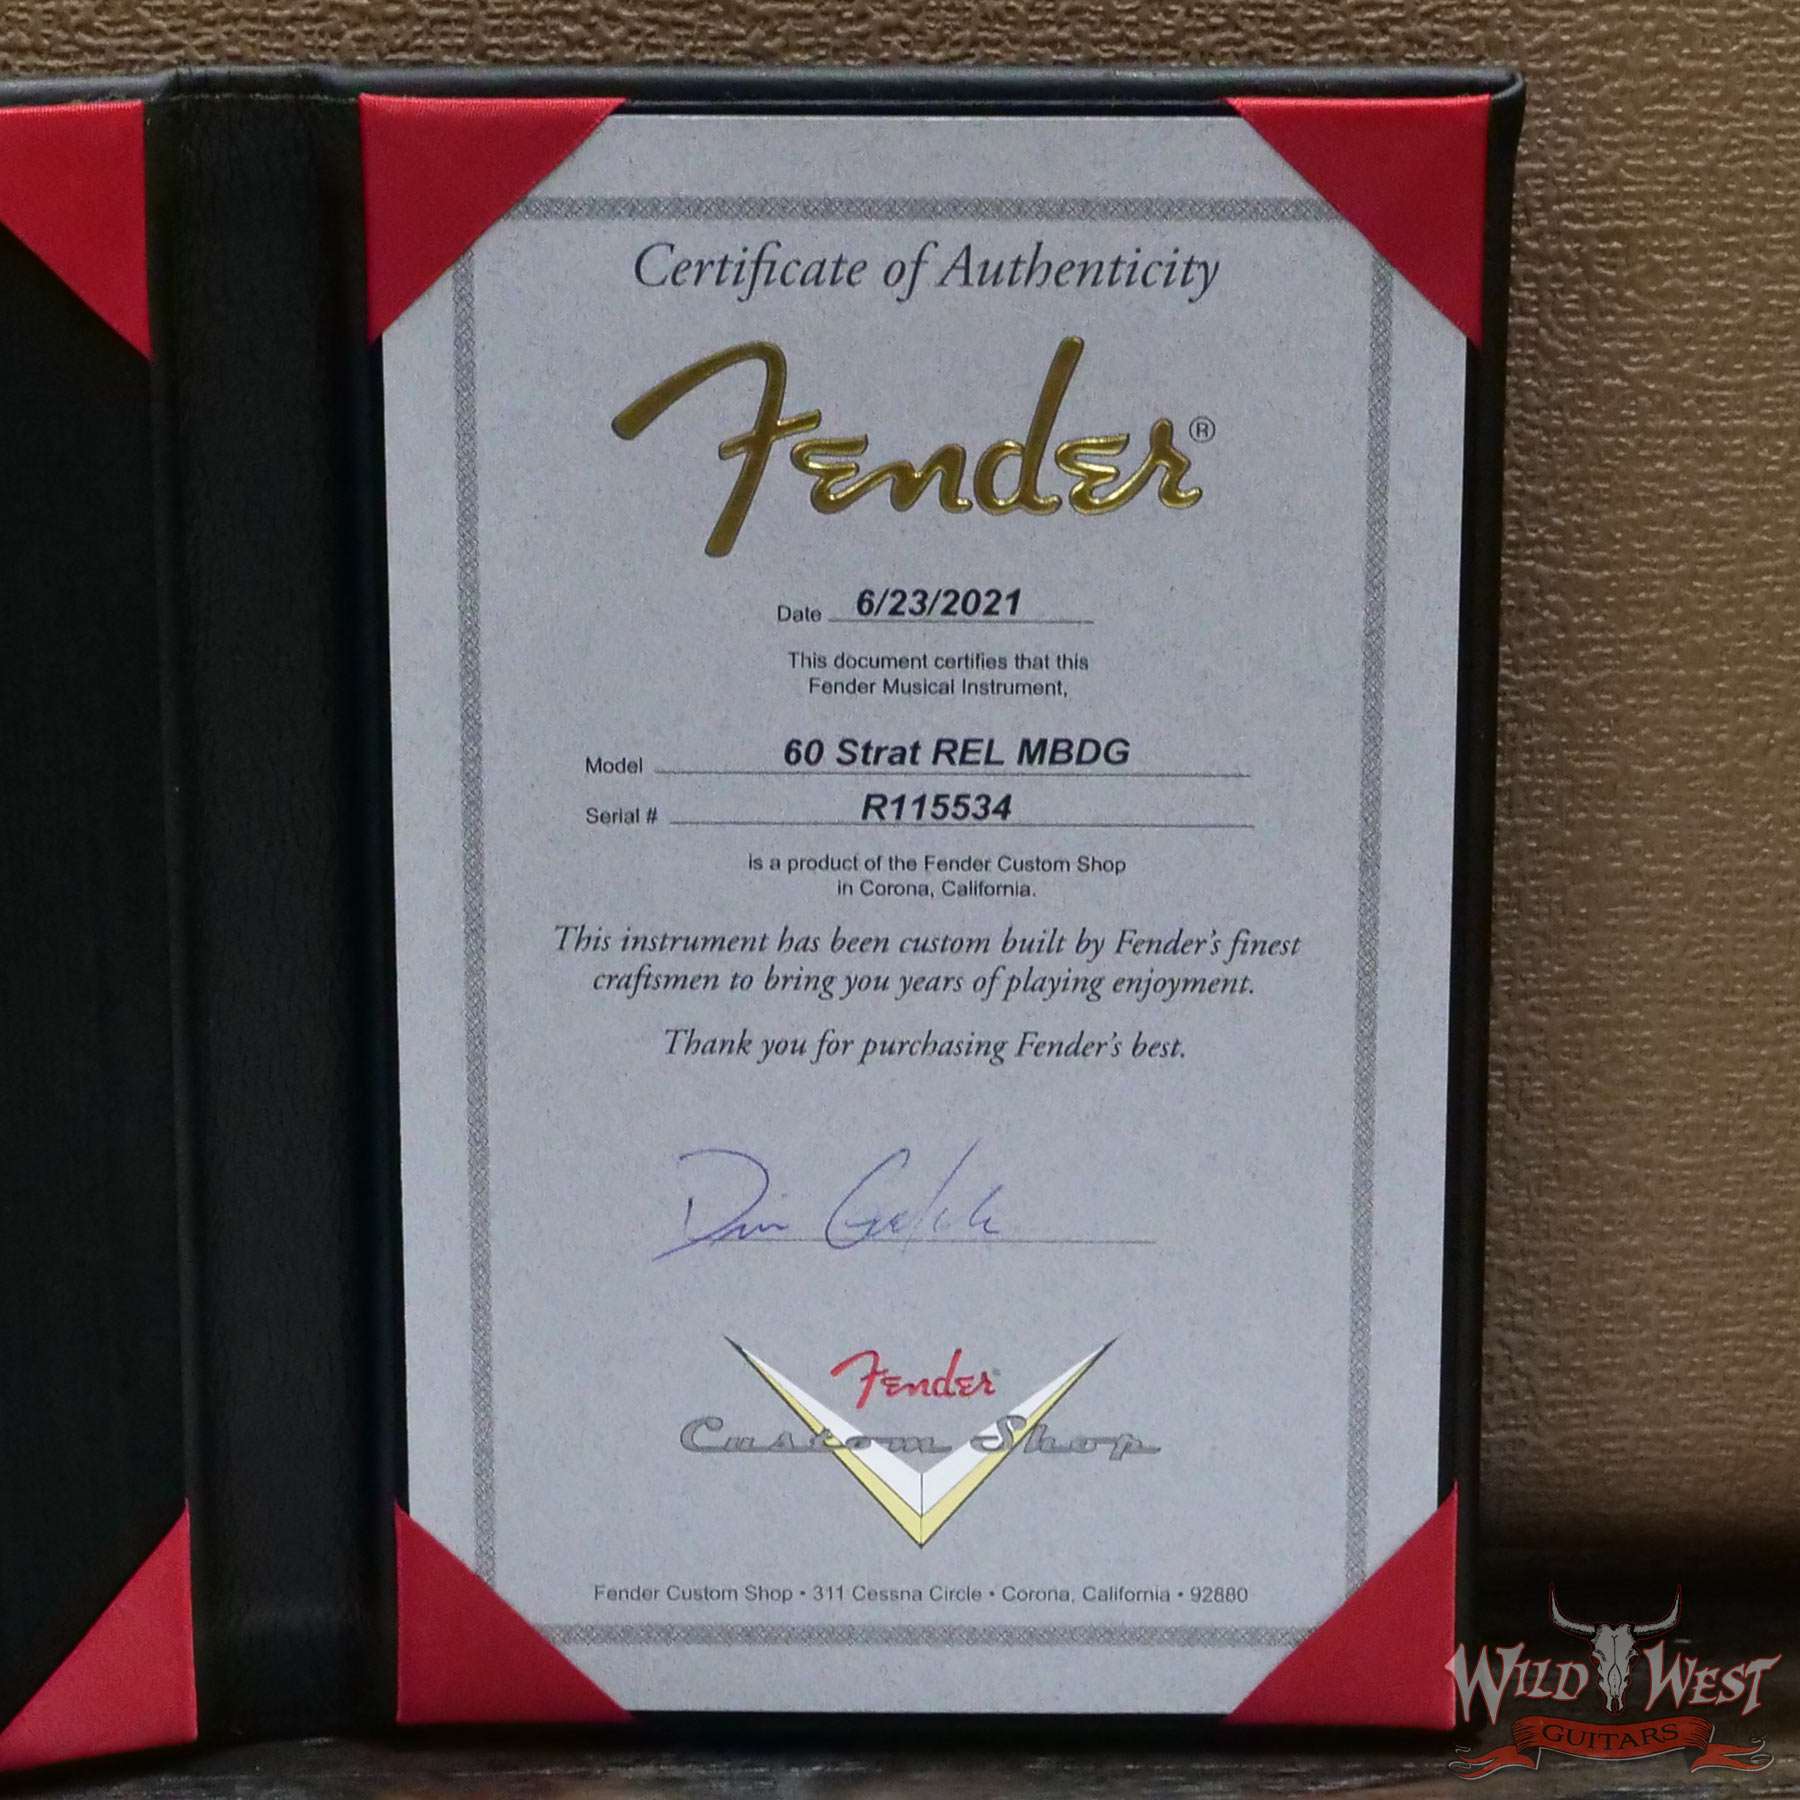 Certificate of Authenticity
Fender®
Date 6/23/2021
This document certifies that this
Fender Musical Instrument,
Model 60 Strat REL MBDG
Serial # R115534
is a product of the Fender Custom Shop
in Corona, California.
This instrument has been custom built by Fender's finest
craftsmen to bring you years of playing enjoyment.
Thank you for purchasing Fender's best.
Fender
Custom Shop
Fender Custom Shop • 311 Cessna Circle • Corona, California • 92880
WILD WEST
GUITARS